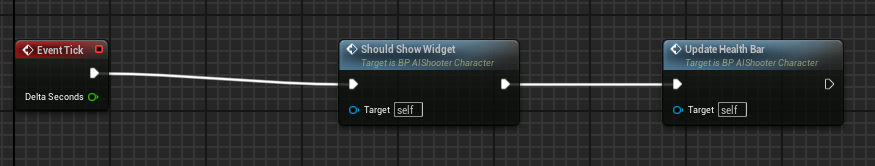 Event Tick
Delta Seconds
Should Show Widget
Target is BP AIShooter Character
Target self
Update Health Bar
Target is BP AIShooter Character
Target self